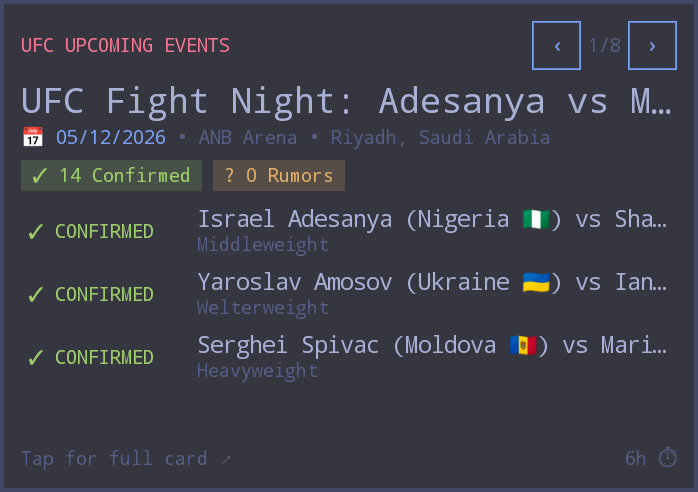 UFC UPCOMING EVENTS
‹ 1/8 ›
UFC Fight Night: Adesanya vs M…
📅 05/12/2026 • ANB Arena • Riyadh, Saudi Arabia
✓ 14 Confirmed ? 0 Rumors
✓ CONFIRMED Israel Adesanya (Nigeria 🇳🇬) vs Sha…
Middleweight
✓ CONFIRMED Yaroslav Amosov (Ukraine 🇺🇦) vs Ian…
Welterweight
✓ CONFIRMED Serghei Spivac (Moldova 🇲🇩) vs Mari…
Heavyweight
Tap for full card ↗ 6h ⏱